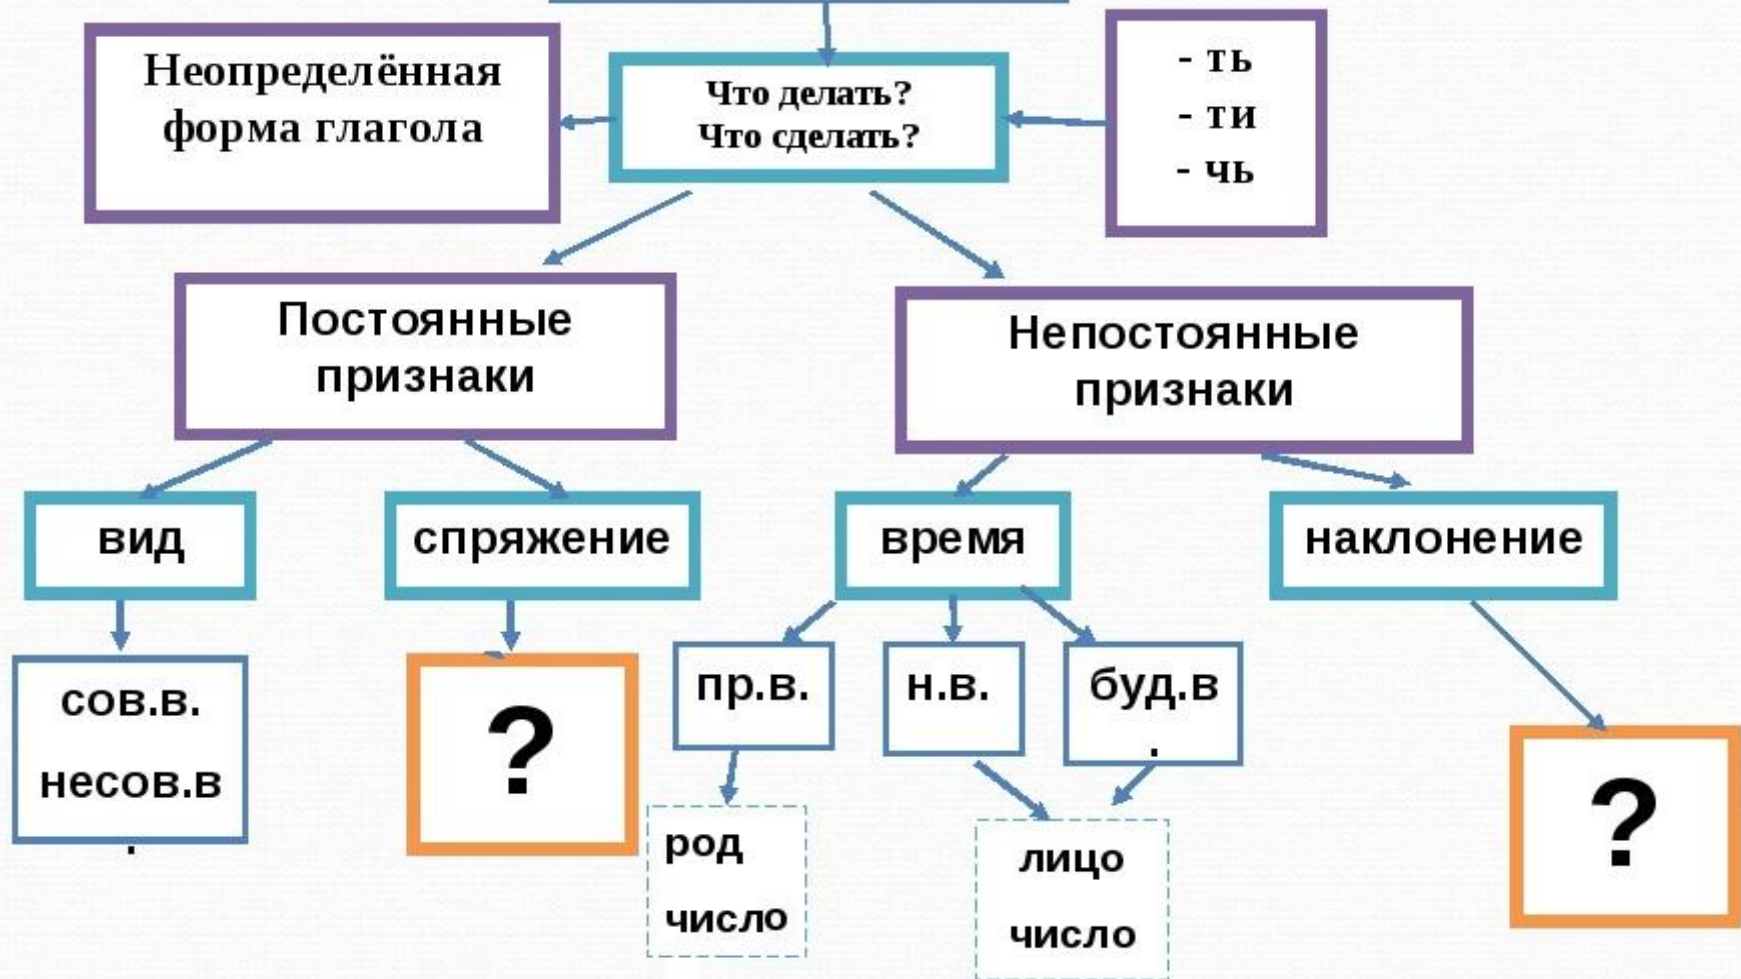 Неопределённая
форма глагола
Что делать?
Что сделать?
- ть
- ти
- чь
Постоянные
признаки
Непостоянные
признаки
вид
спряжение
время
наклонение
сов.в.
несов.в
.
?
пр.в.
н.в.
буд.в
.
?
род
число
лицо
число